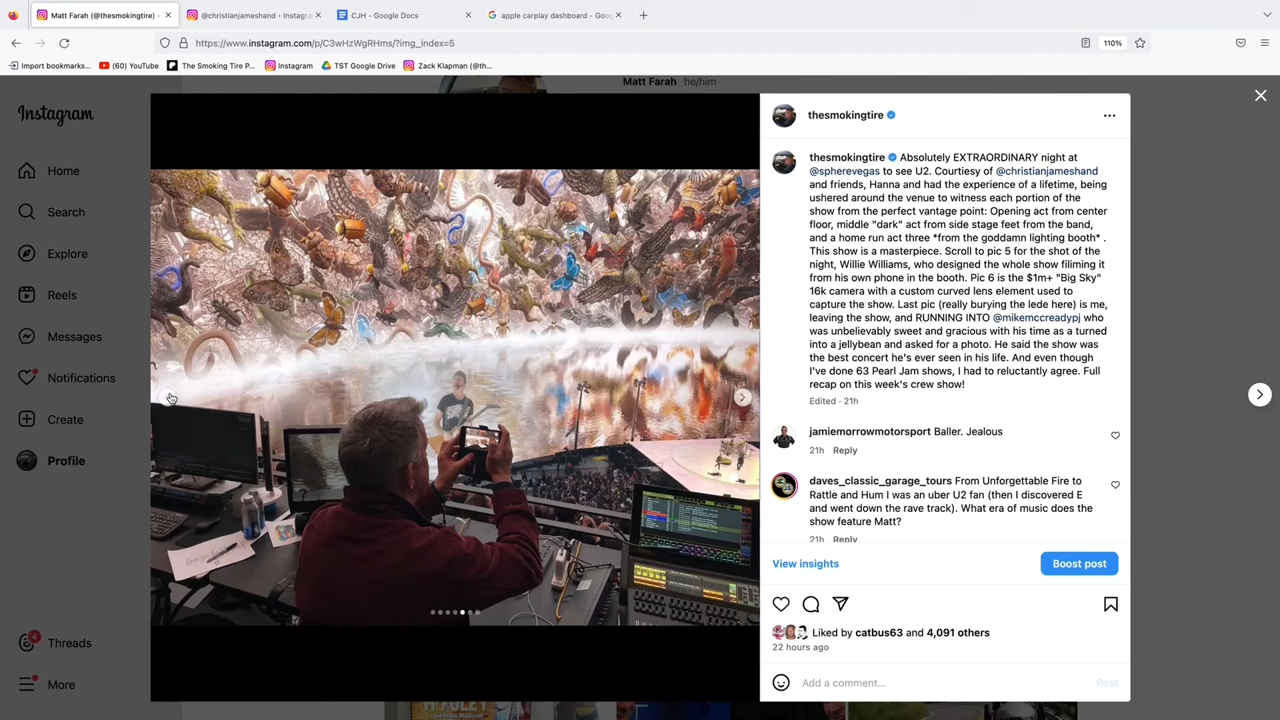 Matt Farah (@thesmokingtire) •
@christianjameshand • Instagra
CJH - Google Docs
apple carplay dashboard - Goo
https://www.instagram.com/p/C3wHzWgRHms/?img_index=5
110%
Import bookmarks...
(60) YouTube
The Smoking Tire P...
Instagram
TST Google Drive
Zack Klapman (@th...
Matt Farah he/him
Instagram
Home
Search
Explore
Reels
Messages
Notifications
Create
Profile
4
Threads
More
thesmokingtire
thesmokingtire Absolutely EXTRAORDINARY night at
@spherevegas to see U2. Courtiesy of @christianjameshand
and friends, Hanna and had the experience of a lifetime, being
ushered around the venue to witness each portion of the
show from the perfect vantage point: Opening act from center
floor, middle "dark" act from side stage feet from the band,
and a home run act three *from the goddamn lighting booth* .
This show is a masterpiece. Scroll to pic 5 for the shot of the
night, Willie Williams, who designed the whole show filiming it
from his own phone in the booth. Pic 6 is the $1m+ "Big Sky"
16k camera with a custom curved lens element used to
capture the show. Last pic (really burying the lede here) is me,
leaving the show, and RUNNING INTO @mikemccreadypj who
was unbelievably sweet and gracious with his time as a turned
into a jellybean and asked for a photo. He said the show was
the best concert he's ever seen in his life. And even though
I've done 63 Pearl Jam shows, I had to reluctantly agree. Full
recap on this week's crew show!
Edited · 21h
jamiemorrowmotorsport Baller. Jealous
21h Reply
daves_classic_garage_tours From Unforgettable Fire to
Rattle and Hum I was an uber U2 fan (then I discovered E
and went down the rave track). What era of music does the
show feature Matt?
21h Reply
View insights
Boost post
Liked by catbus63 and 4,091 others
22 hours ago
Add a comment...
Post